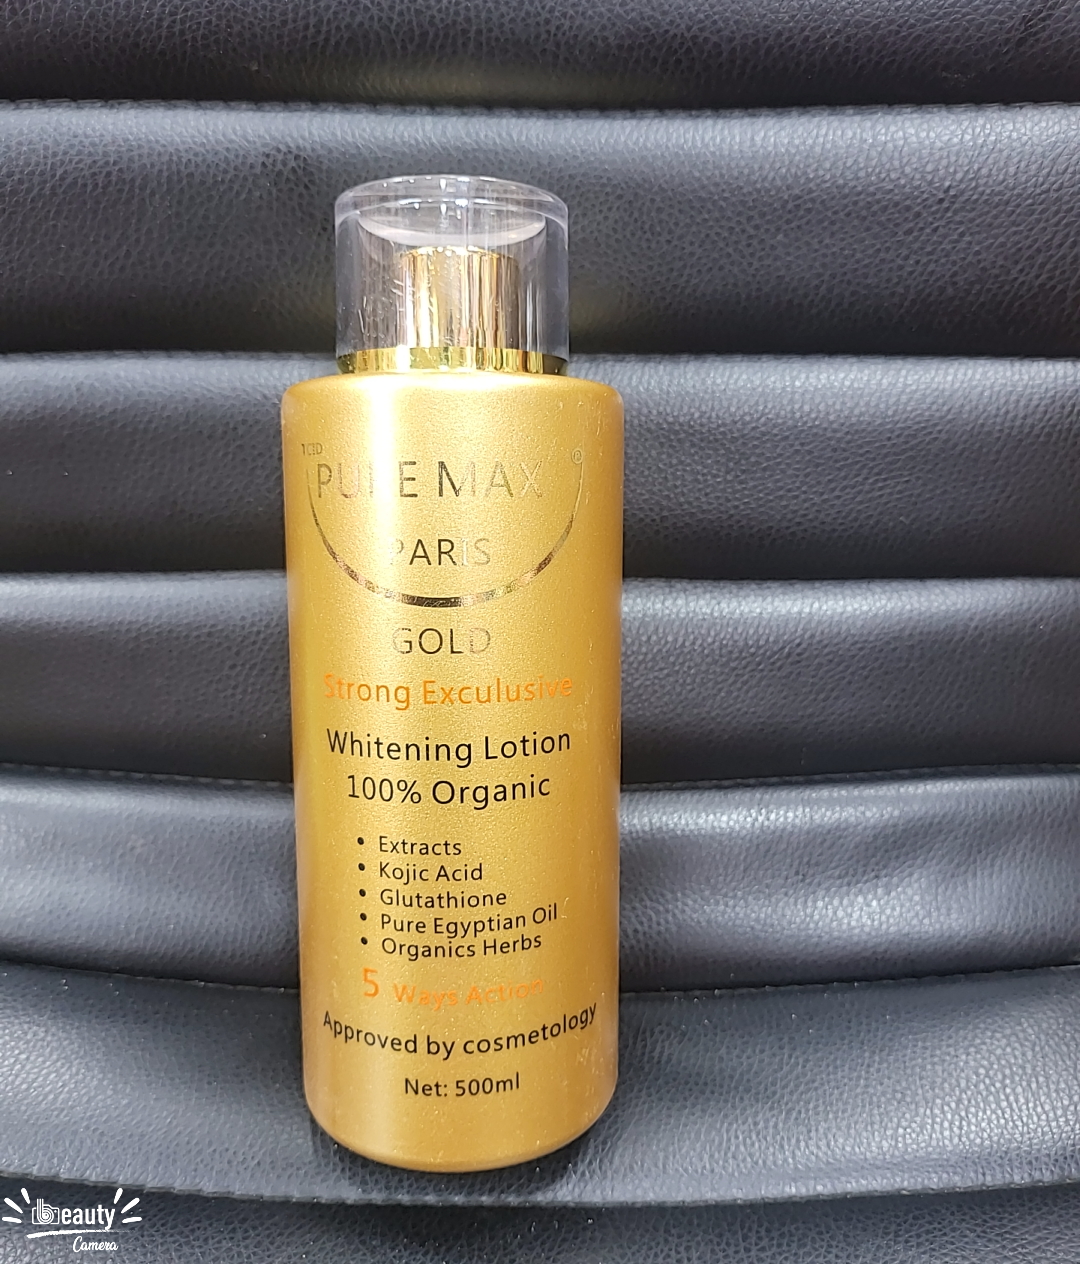 PURE MAX ®
PARIS
GOLD
Strong Exculusive
Whitening Lotion
100% Organic
• Extracts
• Kojic Acid
• Glutathione
• Pure Egyptian Oil
• Organics Herbs
5 Ways Action
Approved by cosmetology
Net: 500ml
beauty
Camera